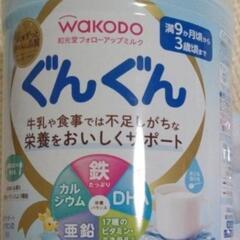 wakodo
和光堂フォローアップミルク
満9か月頃から
3歳頃まで
ぐんぐん
牛乳や食事では不足しがちな
栄養をおいしくサポート
鉄
たっぷり
カル
シウム
DHA
亜鉛
17種の
ビタミン・